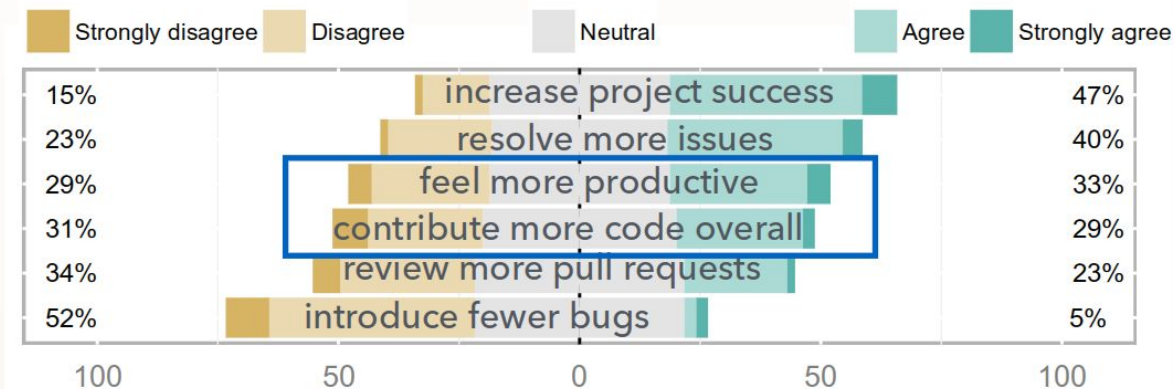 Strongly disagree Disagree Neutral Agree Strongly agree
15% increase project success 47%
23% resolve more issues 40%
29% feel more productive 33%
31% contribute more code overall 29%
34% review more pull requests 23%
52% introduce fewer bugs 5%
100 50 0 50 100